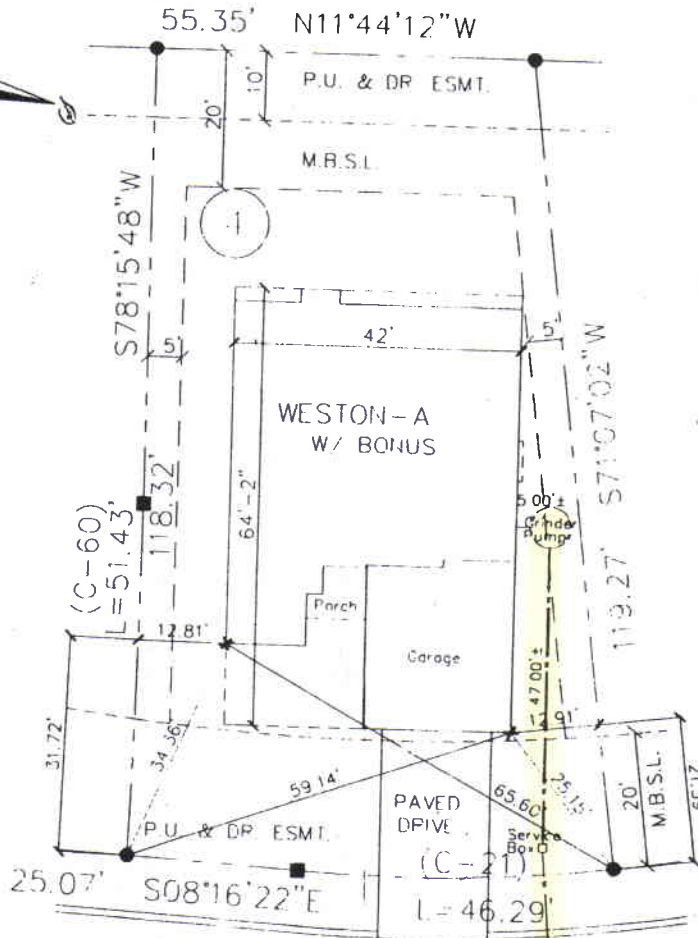 55.35' N11°44'12"W
10'
P.U. & DR ESMT.
20'
M.B.S.L.
1
S78°15'48"W
5'
42'
5'
WESTON-A
W/ BONUS
S71°07'02"W
64'-2"
118.32'
(C-60)
L=51.43'
5.00'±
Grinder
Pump
119.27'
Porch
12.81'
Garage
47.00'±
12.91'
31.72'
34.36'
59.14'
65.60'
25.15'
20'
M.B.S.L.
PAVED
DRIVE
P.U. & DR ESMT.
Service
Box
(C-21)
25.07' S08°16'22"E
L=46.29'